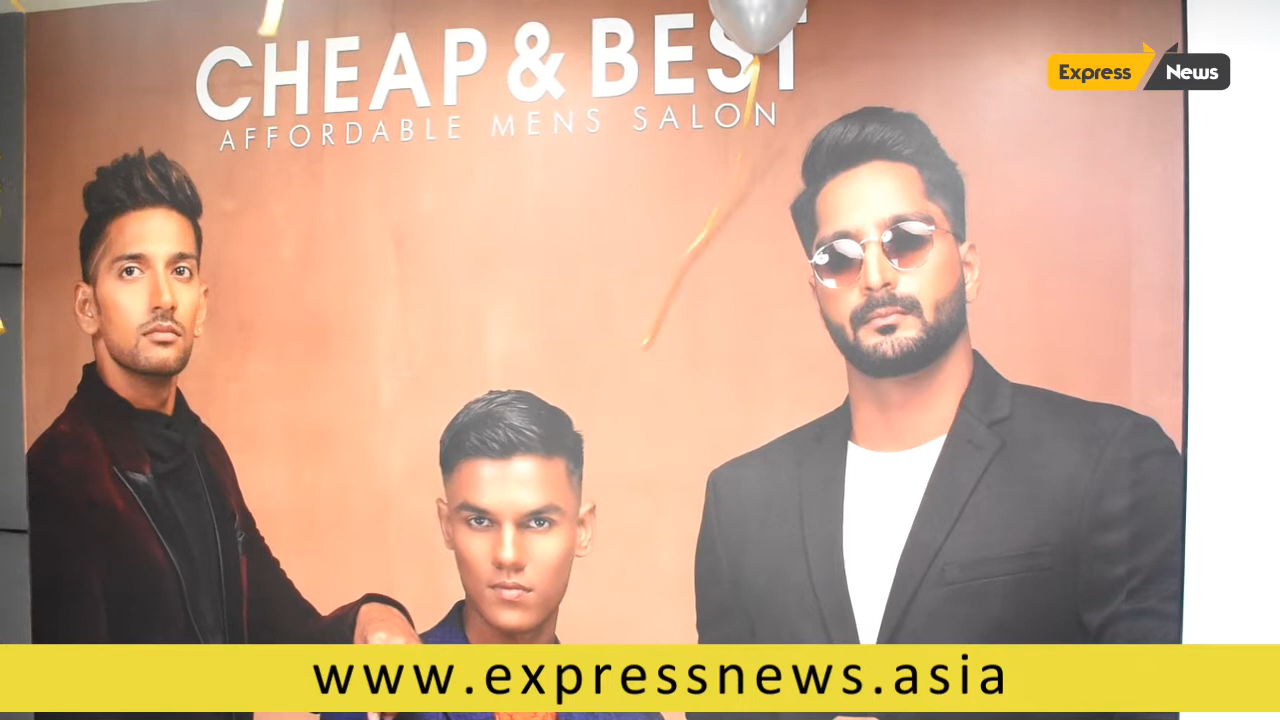 CHEAP & BEST
AFFORDABLE MENS SALON
Express News
www.expressnews.asia